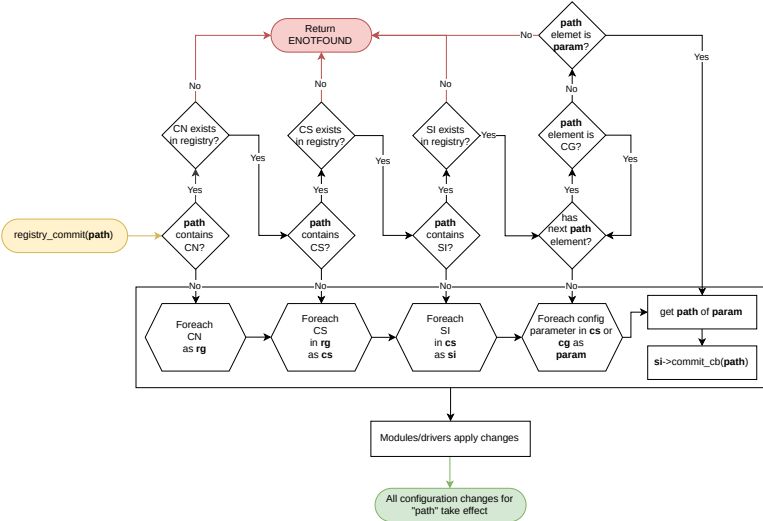 Return
ENOTFOUND
path
elemet is
param?
No
Yes
No
No
No
No
CN exists
in registry?
CS exists
in registry?
SI exists
in registry?
path
element is
CG?
Yes
Yes
Yes
Yes
Yes
Yes
Yes
Yes
registry_commit(path)
path
contains
CN?
path
contains
CS?
path
contains
SI?
has
next path
element?
No
No
No
No
Foreach
CN
as rg
Foreach
CS
in rg
as cs
Foreach
SI
in cs
as si
Foreach config
parameter in cs or
cg as
param
get path of param
si->commit_cb(path)
Modules/drivers apply changes
All configuration changes for
"path" take effect